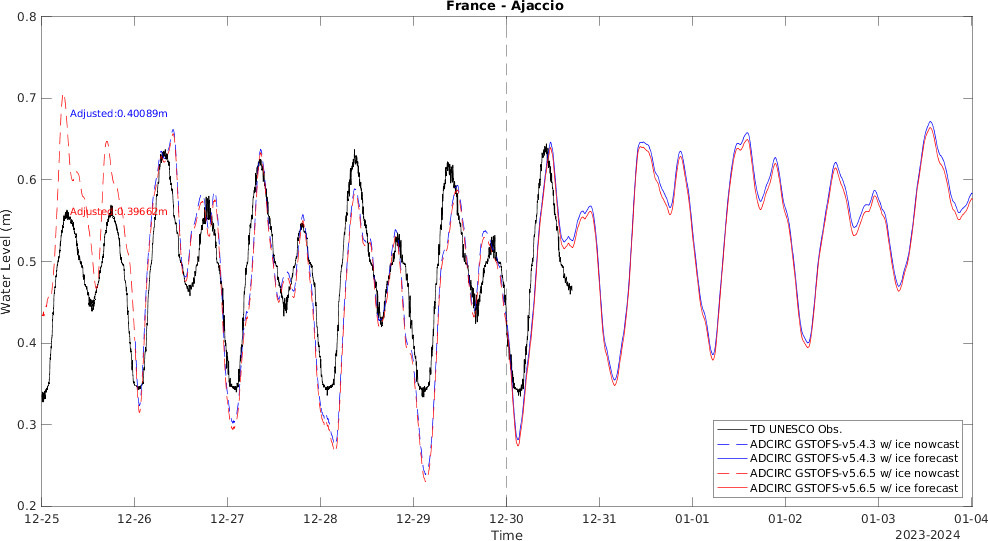 France - Ajaccio
0.8
0.7
0.6
0.5
0.4
0.3
0.2
Water Level (m)
Adjusted:0.40089m
Adjusted:0.39662m
TD UNESCO Obs.
ADCIRC GSTOFS-v5.4.3 w/ ice nowcast
ADCIRC GSTOFS-v5.4.3 w/ ice forecast
ADCIRC GSTOFS-v5.6.5 w/ ice nowcast
ADCIRC GSTOFS-v5.6.5 w/ ice forecast
12-25 12-26 12-27 12-28 12-29 12-30 12-31 01-01 01-02 01-03 01-04
Time
2023-2024